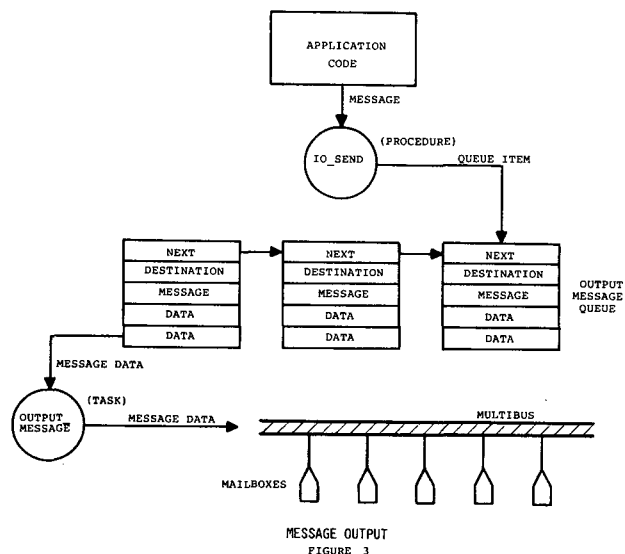 APPLICATION
CODE
MESSAGE
(PROCEDURE)
IO_SEND
QUEUE ITEM
NEXT
DESTINATION
MESSAGE
DATA
DATA
NEXT
DESTINATION
MESSAGE
DATA
DATA
NEXT
DESTINATION
MESSAGE
DATA
DATA
OUTPUT
MESSAGE
QUEUE
MESSAGE DATA
(TASK)
OUTPUT_
MESSAGE
MESSAGE DATA
MULTIBUS
MAILBOXES
MESSAGE OUTPUT
FIGURE 3